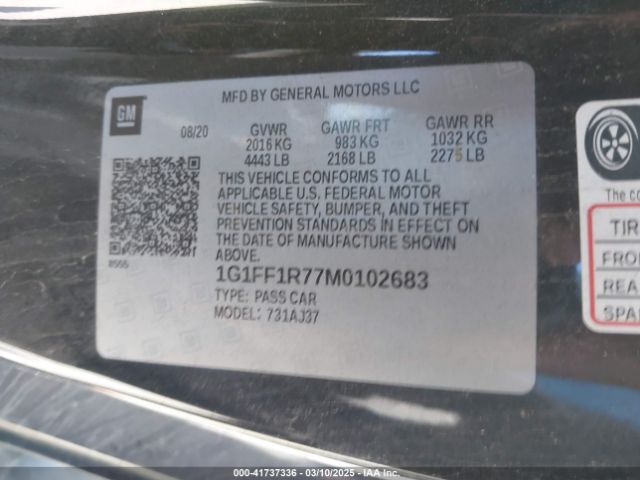 MFD BY GENERAL MOTORS LLC
GM
08/20 GVWR GAWR FRT GAWR RR
2016 KG 983 KG 1032 KG
4443 LB 2168 LB 2275 LB
THIS VEHICLE CONFORMS TO ALL
APPLICABLE U.S. FEDERAL MOTOR
VEHICLE SAFETY, BUMPER, AND THEFT
PREVENTION STANDARDS IN EFFECT ON
THE DATE OF MANUFACTURE SHOWN
ABOVE.
1G1FF1R77M0102683
TYPE: PASS CAR
MODEL: 731AJ37
The co
TIR
FRO
REA
SPA
000-41737336 — 03/10/2025 — IAA Inc.